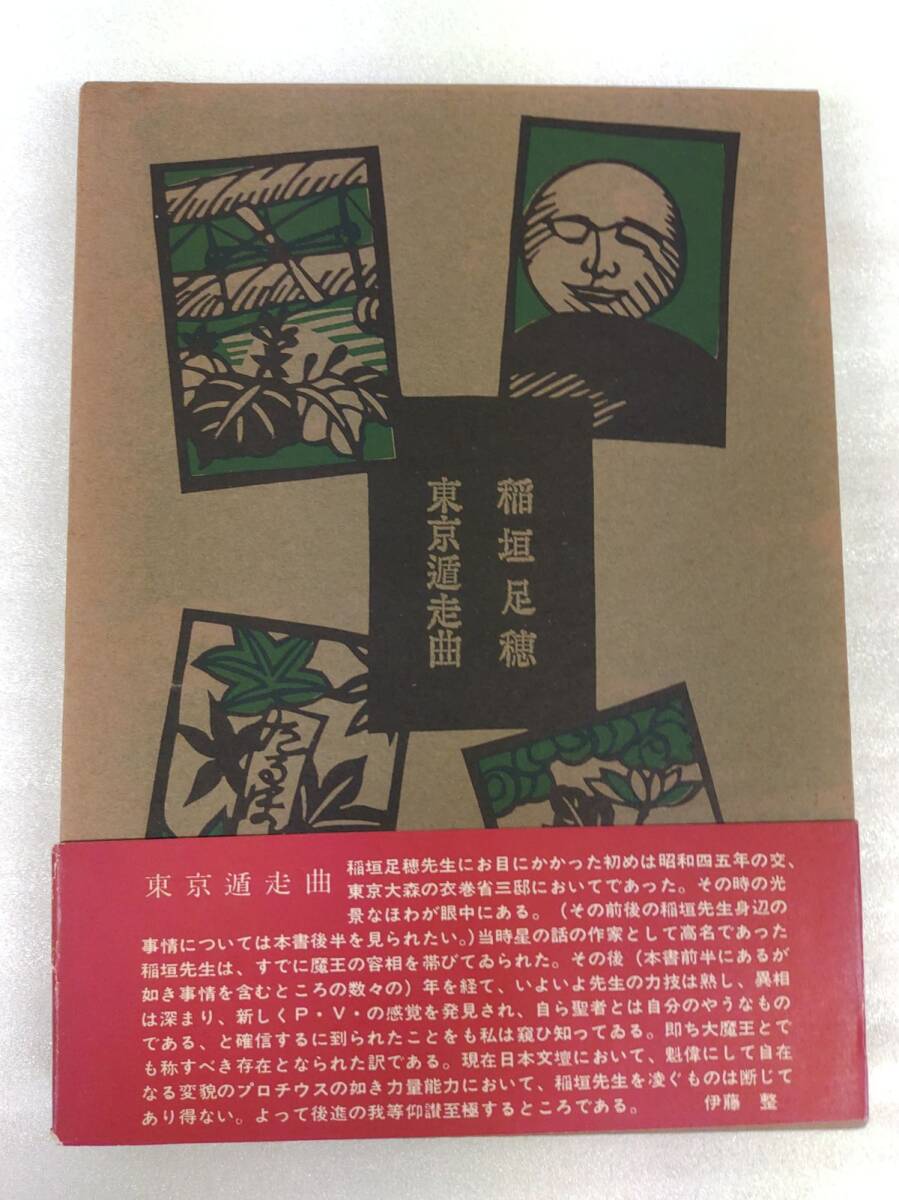 稲垣足穂
東京遁走曲
たるほ
東京遁走曲
稲垣足穂先生にお目にかかった初めは昭和四五年の交、
東京大森の衣巻省三邸においてであった。その時の光
景なほわが眼中にある。(その前後の稲垣先生身辺の
事情については本書後半を見られたい。)当時星の話の作家として高名であった
稲垣先生は、すでに魔王の容相を帯びてゐられた。その後(本書前半にあるが
如き事情を含むところの数々の)年を経て、いよいよ先生の力技は熟し、異相
は深まり、新しくP・V・の感覚を発見され、自ら聖者とは自分のやうなもの
である、と確信するに到られたことをも私は窺ひ知ってゐる。即ち大魔王とで
も称すべき存在となられた訳である。現在日本文壇において、魁偉にして自在
なる変貌のプロチウスの如き力量能力において、稲垣先生を凌ぐものは断じて
あり得ない。よって後進の我等仰讃至極するところである。 伊藤 整